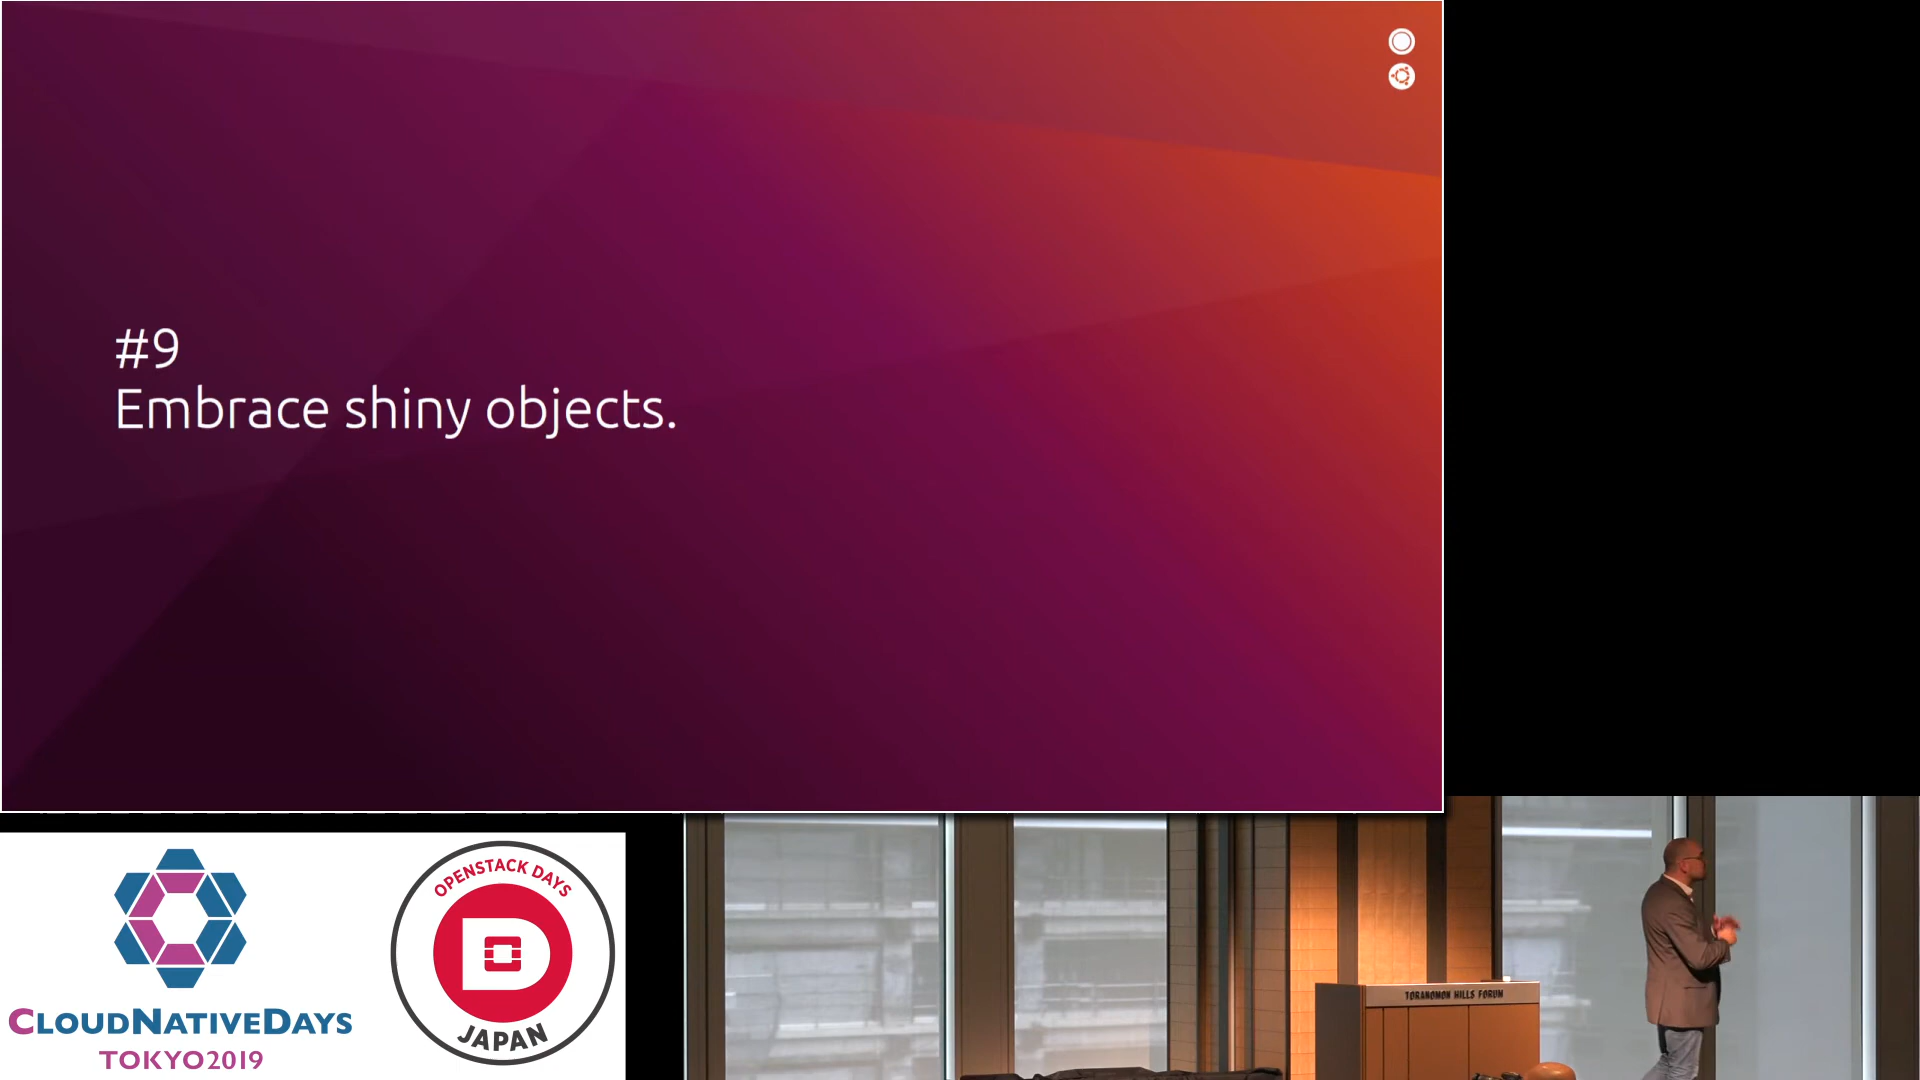 #9
Embrace shiny objects.
CLOUDNATIVEDAYS
TOKYO2019
OPENSTACK DAYS
JAPAN
TORANOMON HILLS FORUM